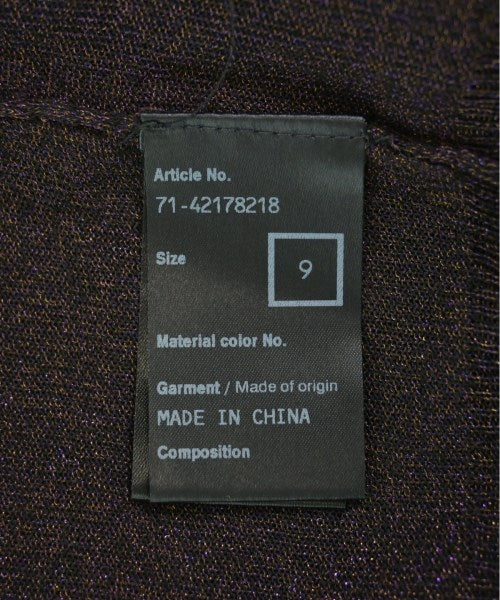 Article No.
71-42178218
Size
9
Material color No.
Garment / Made of origin
MADE IN CHINA
Composition